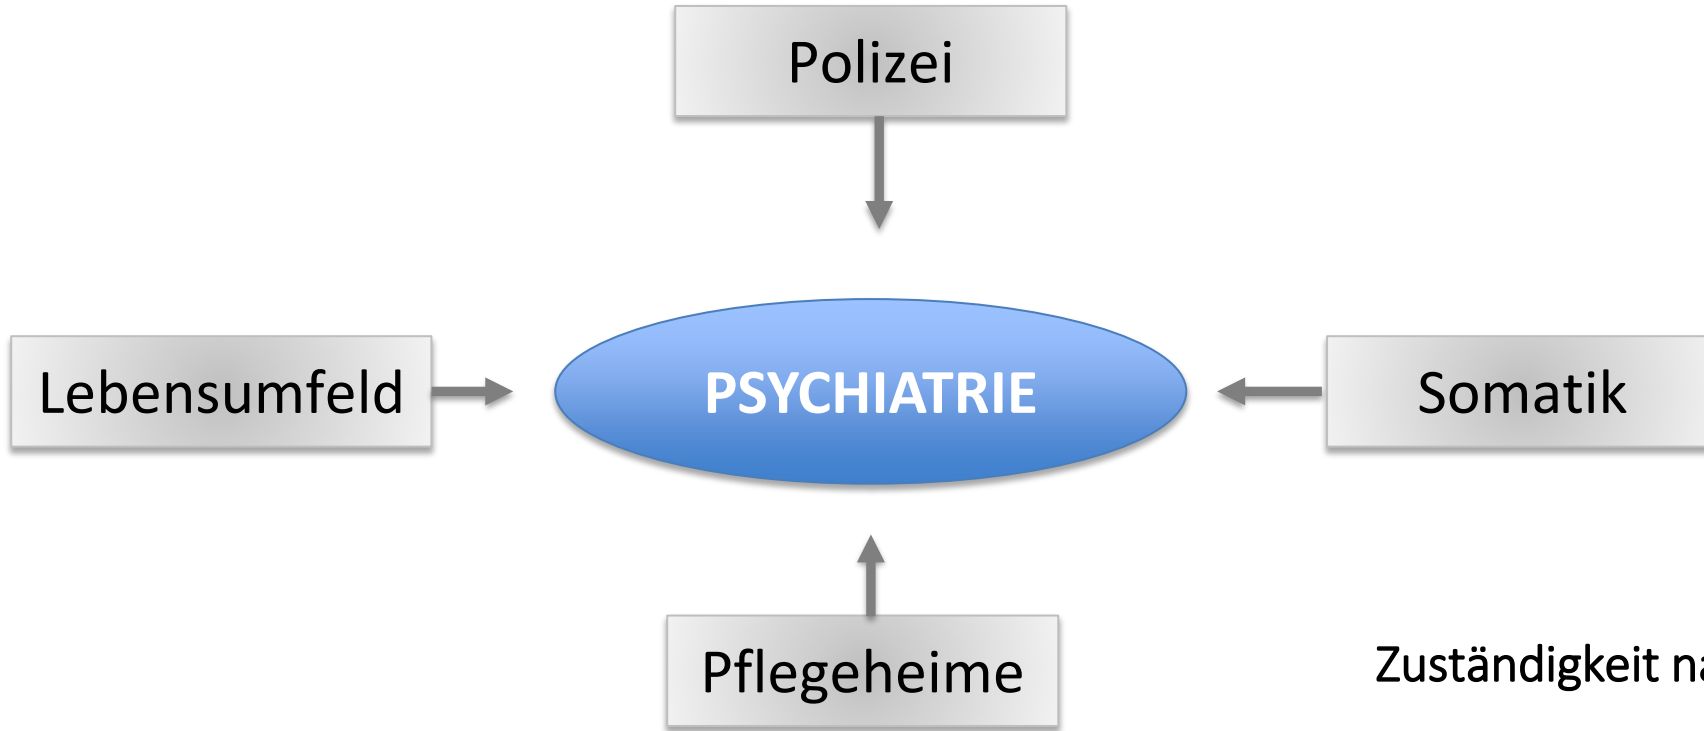 Polizei
Lebensumfeld
PSYCHIATRIE
Somatik
Pflegeheime
Zuständigkeit